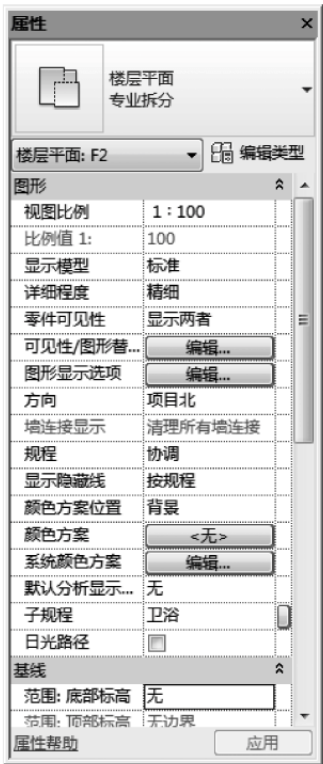 属性
楼层平面
专业拆分
楼层平面: F2 编辑类型
图形
视图比例 1 : 100
比例值 1: 100
显示模型 标准
详细程度 精细
零件可见性 显示两者
可见性/图形替... 编辑...
图形显示选项 编辑...
方向 项目北
墙连接显示 清理所有墙连接
规程 协调
显示隐藏线 按规程
颜色方案位置 背景
颜色方案 <无>
系统颜色方案 编辑...
默认分析显示... 无
子规程 卫浴
日光路径
基线
范围: 底部标高 无
范围: 顶部标高 无边界
属性帮助 应用